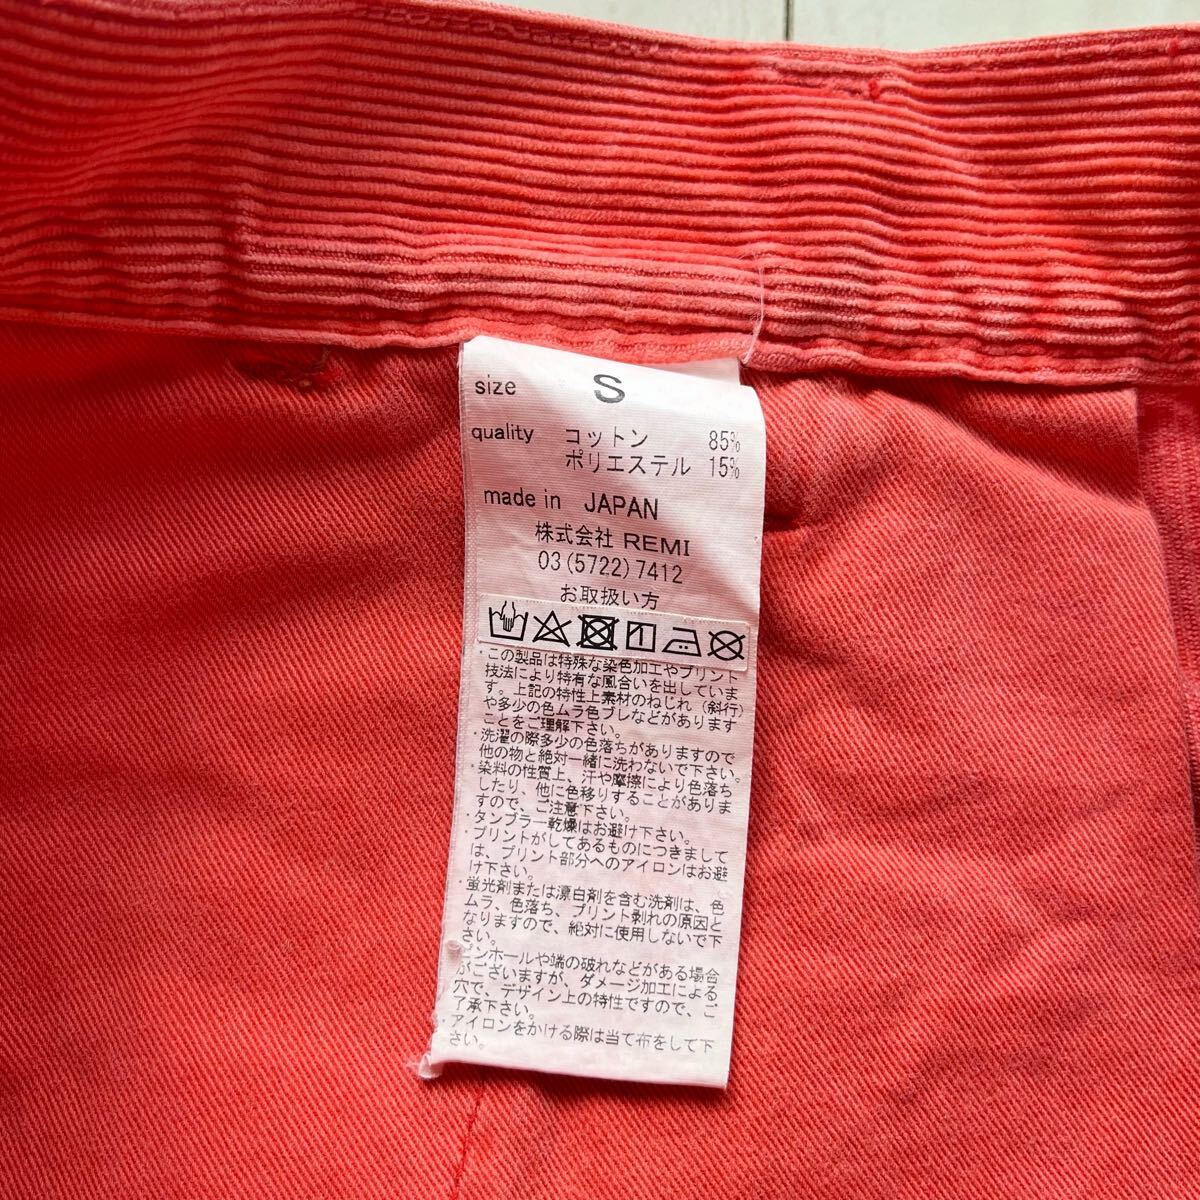 size S
quality コットン 85%
ポリエステル 15%
made in JAPAN
株式会社 REMI
03(5722)7412
お取扱い方
1
・この製品は特殊な染色加工やプリント
技法により特有な風合いを出していま
す。上記の特性上素材のねじれ（斜行）
や多少の色ムラ色ブレなどがあります
ことをご理解下さい。
・洗濯の際多少の色落ちがありますので
他の物と絶対一緒に洗わないで下さい。
・染料の性質上、汗や摩擦により色落ち
したり、他に色移りすることがありま
すので、ご注意下さい。
・タンブラー乾燥はお避け下さい。
・プリントがしてあるものにつきまして
は、プリント部分へのアイロンはお避
け下さい。
・蛍光剤または漂白剤を含む洗剤は、色
ムラ、色落ち、プリント剥れの原因と
なりますので、絶対に使用しないで下
さい。
ピンホールや端の破れなどがある場合
がございますが、ダメージ加工による
穴で、デザイン上の特性ですので、ご
了承下さい。
・アイロンをかける際は当て布をして下
さい。